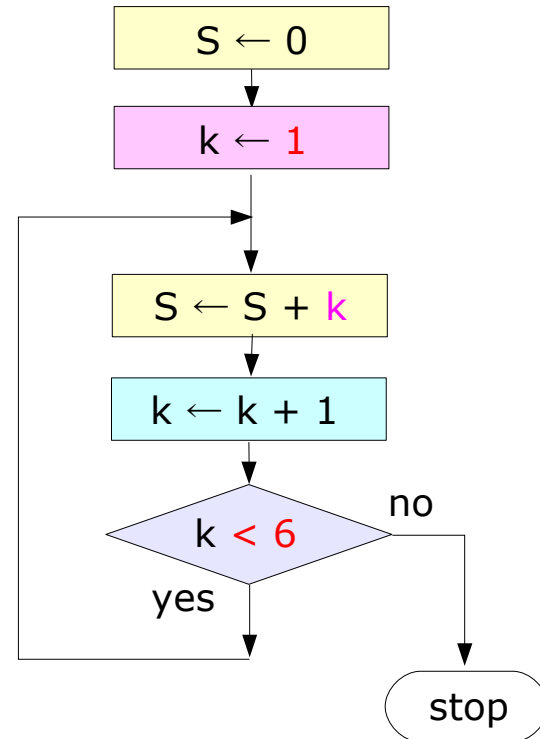 S ← 0
k ← 1
S ← S + k
k ← k + 1
k < 6
no
yes
stop